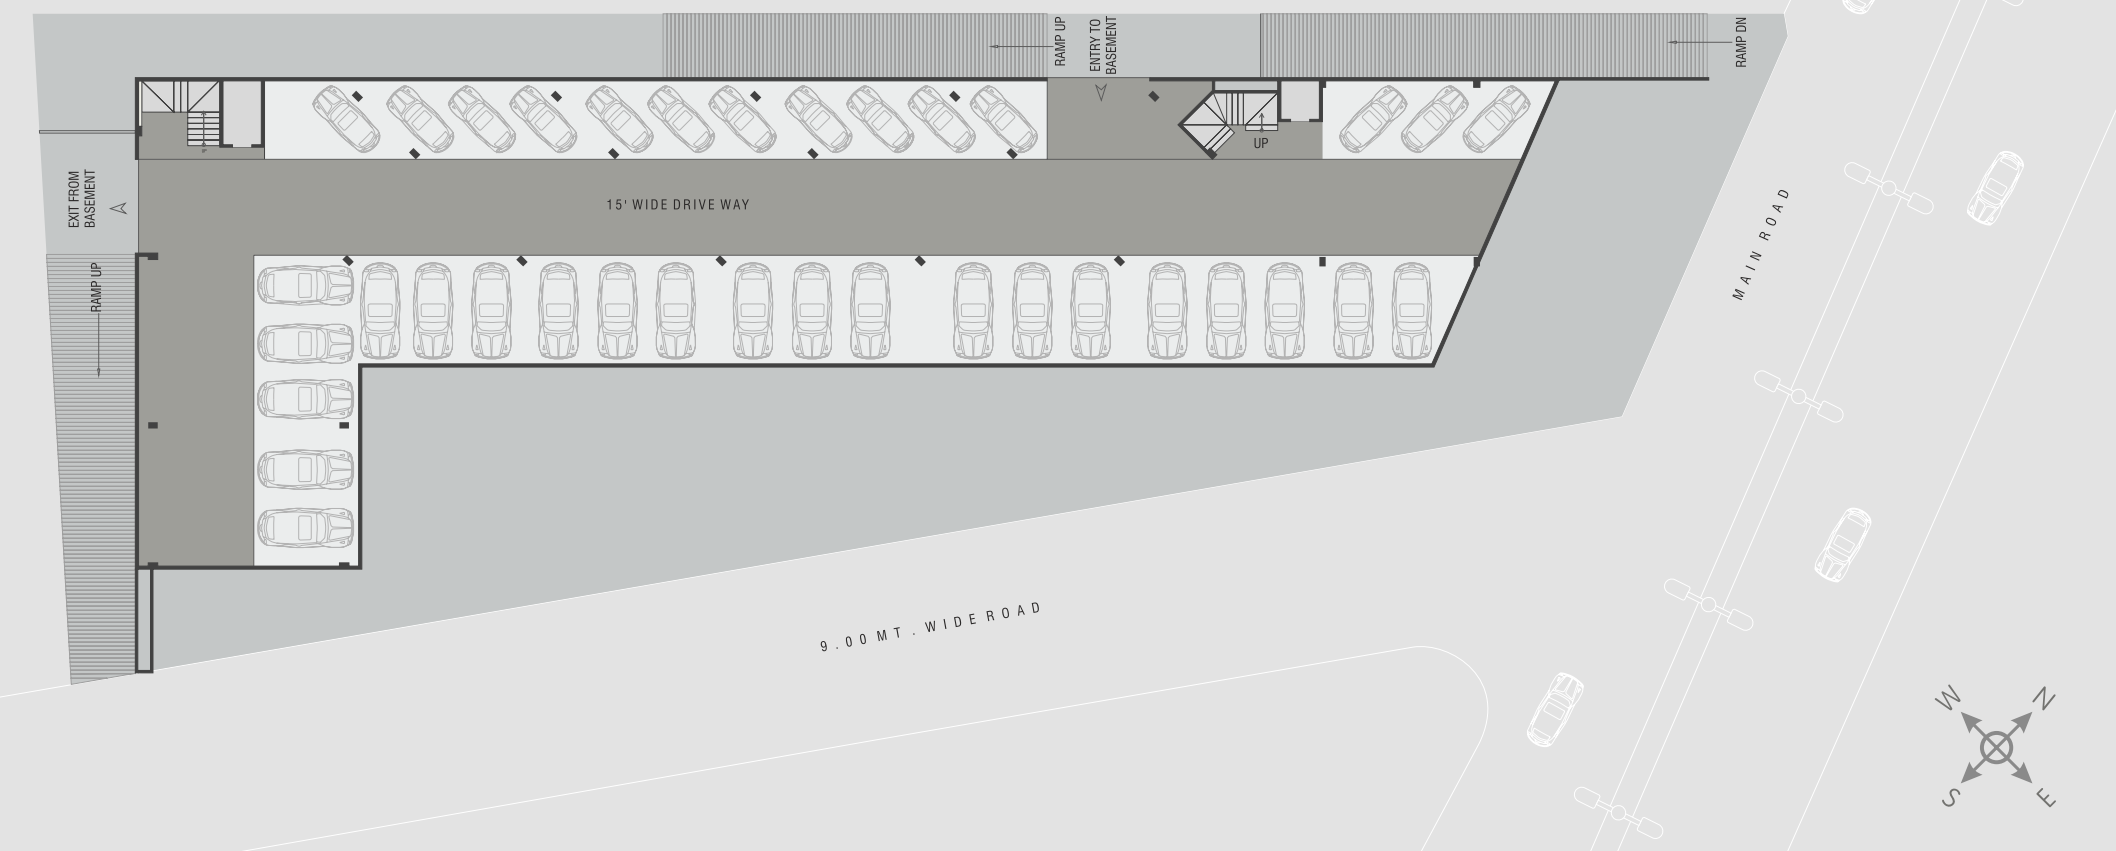 RAMP UP
ENTRY TO
BASEMENT
RAMP DN
UP
EXIT FROM
BASEMENT
15' WIDE DRIVE WAY
RAMP UP
MAIN ROAD
9.00 MT. WIDE ROAD
W
N
S
E